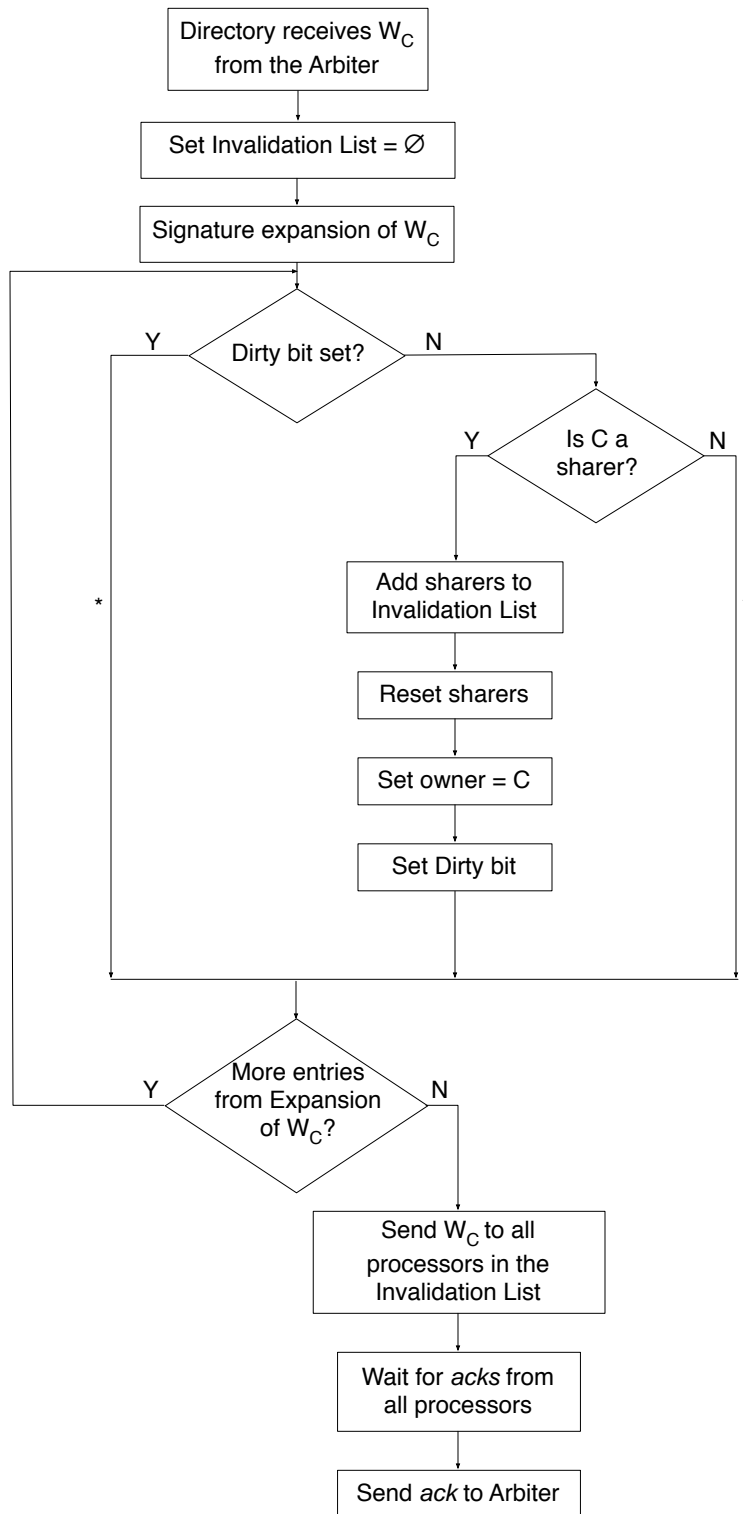 Directory receives W_C
from the Arbiter
Set Invalidation List = ∅
Signature expansion of W_C
Dirty bit set?
Y
N
Is C a
sharer?
Y
N
*
Add sharers to
Invalidation List
Reset sharers
Set owner = C
Set Dirty bit
More entries
from Expansion
of W_C?
Y
N
Send W_C to all
processors in the
Invalidation List
Wait for acks from
all processors
Send ack to Arbiter